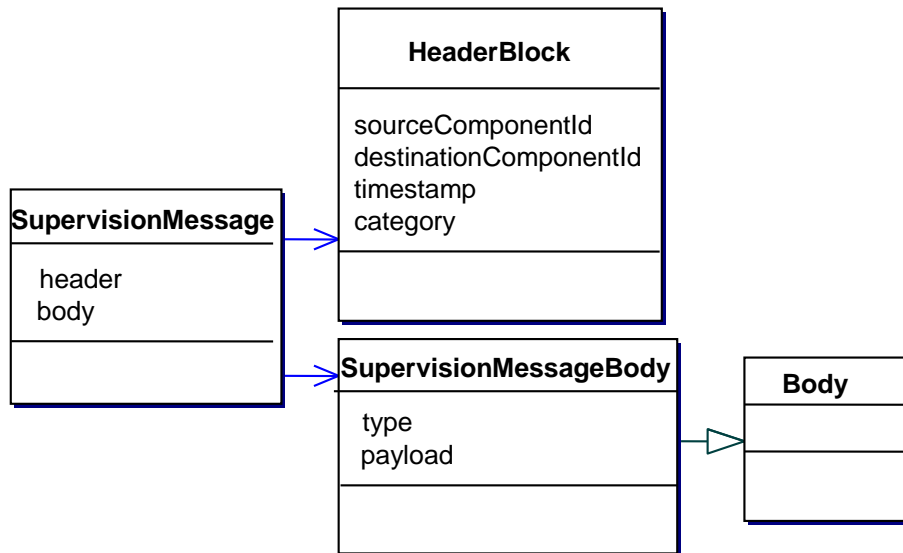 HeaderBlock
sourceComponentId
destinationComponentId
timestamp
category
SupervisionMessage
header
body
SupervisionMessageBody
type
payload
Body